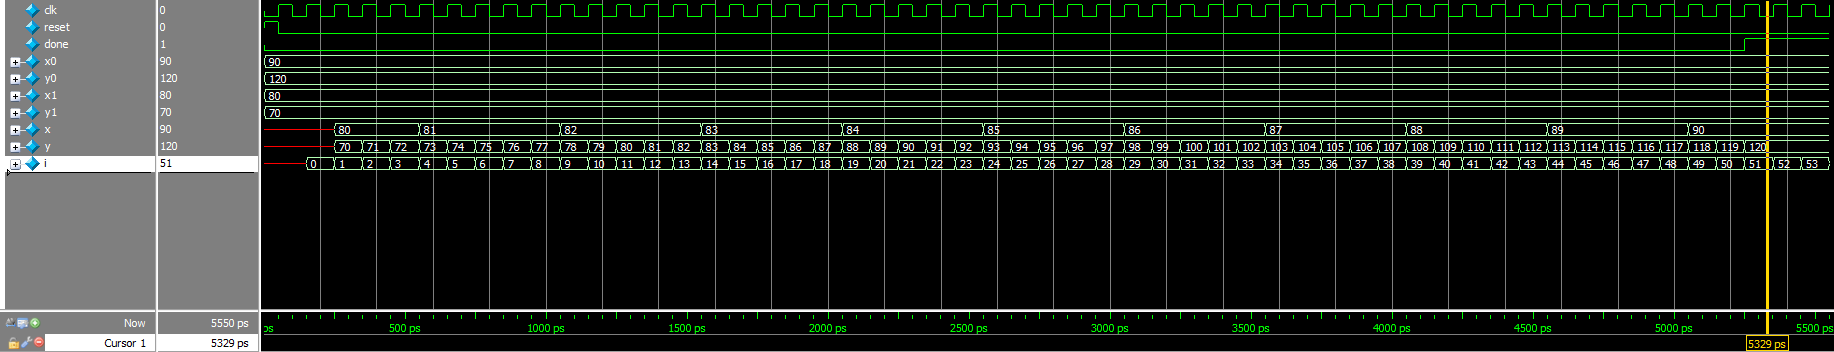 clk 0
reset 0
done 1
x0 90 90
y0 120 120
x1 80 80
y1 70 70
x 90 80 81 82 83 84 85 86 87 88 89 90
y 120 70 71 72 73 74 75 76 77 78 79 80 81 82 83 84 85 86 87 88 89 90 91 92 93 94 95 96 97 98 99 100 101 102 103 104 105 106 107 108 109 110 111 112 113 114 115 116 117 118 119 120
i 51 0 1 2 3 4 5 6 7 8 9 10 11 12 13 14 15 16 17 18 19 20 21 22 23 24 25 26 27 28 29 30 31 32 33 34 35 36 37 38 39 40 41 42 43 44 45 46 47 48 49 50 51 52 53
Now 5550 ps ps 500 ps 1000 ps 1500 ps 2000 ps 2500 ps 3000 ps 3500 ps 4000 ps 4500 ps 5000 ps 5500 ps
Cursor 1 5329 ps 5329 ps